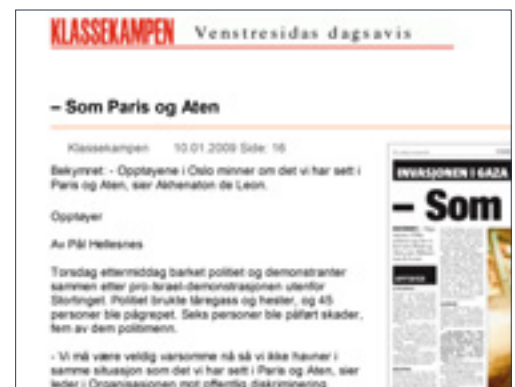 KLASSEKAMPEN Venstresidas dagsavis
– Som Paris og Aten
Klassekampen 10.01.2009 Side: 16
Bekymret: - Opptøyene i Oslo minner om det vi har sett i
Paris og Aten, sier Akhenaton de Leon.
Opptøyer
Av Pål Hellesnes
Torsdag ettermiddag barket politiet og demonstranter
sammen etter pro-Israel-demonstrasjonen utenfor
Stortinget. Politiet brukte tåregass og hester, og 45
personer ble pågrepet. Seks personer ble påført skader,
fem av dem politimenn.
- Vi må være veldig varsomme nå så vi ikke havner i
samme situasjon som det vi har sett i Paris og Aten, sier
leder i Organisasjonen mot offentlig diskriminering,
INVASJONEN I GAZA
– Som